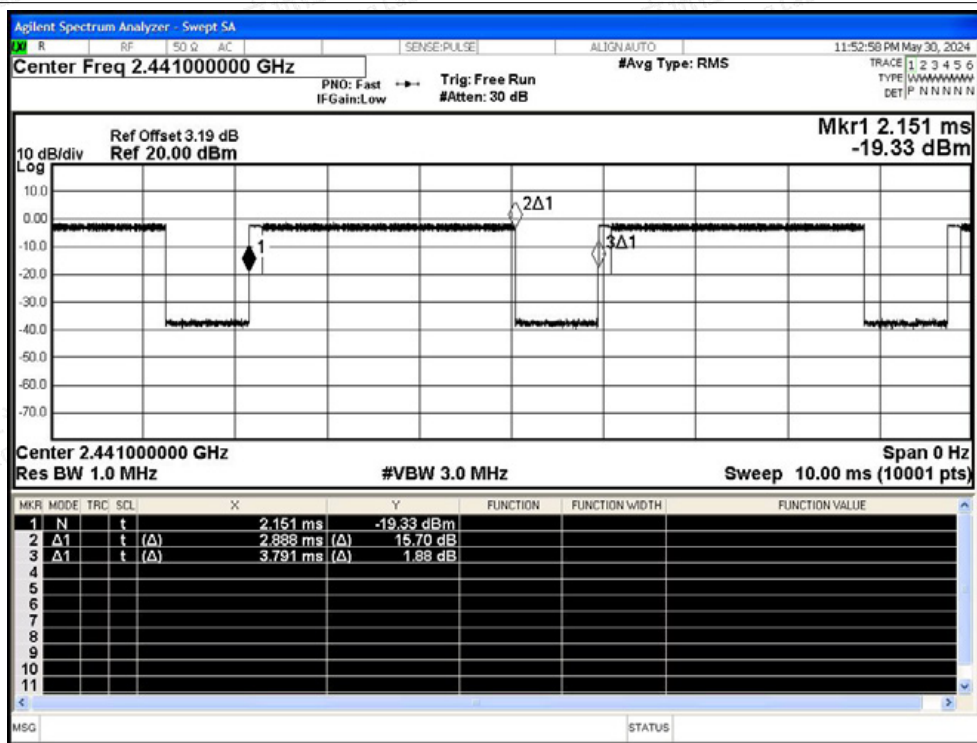 Agilent Spectrum Analyzer - Swept SA
R RF 50 Ω AC SENSE:PULSE ALIGN AUTO 11:52:58 PM May 30, 2024
Center Freq 2.441000000 GHz #Avg Type: RMS TRACE 1 2 3 4 5 6
PNO: Fast Trig: Free Run TYPE WWWWWW
IFGain:Low #Atten: 30 dB DET P N N N N N
Mkr1 2.151 ms
-19.33 dBm
Ref Offset 3.19 dB
10 dB/div Ref 20.00 dBm
Log
10.0
0.00
-10.0
-20.0
-30.0
-40.0
-50.0
-60.0
-70.0
2Δ1
1
3Δ1
Center 2.441000000 GHz Span 0 Hz
Res BW 1.0 MHz #VBW 3.0 MHz Sweep 10.00 ms (10001 pts)
MKR MODE TRC SCL X Y FUNCTION FUNCTION WIDTH FUNCTION VALUE
1 N t 2.151 ms -19.33 dBm
2 Δ1 t (Δ) 2.888 ms (Δ) 15.70 dB
3 Δ1 t (Δ) 3.791 ms (Δ) 1.88 dB
4
5
6
7
8
9
10
11
MSG STATUS